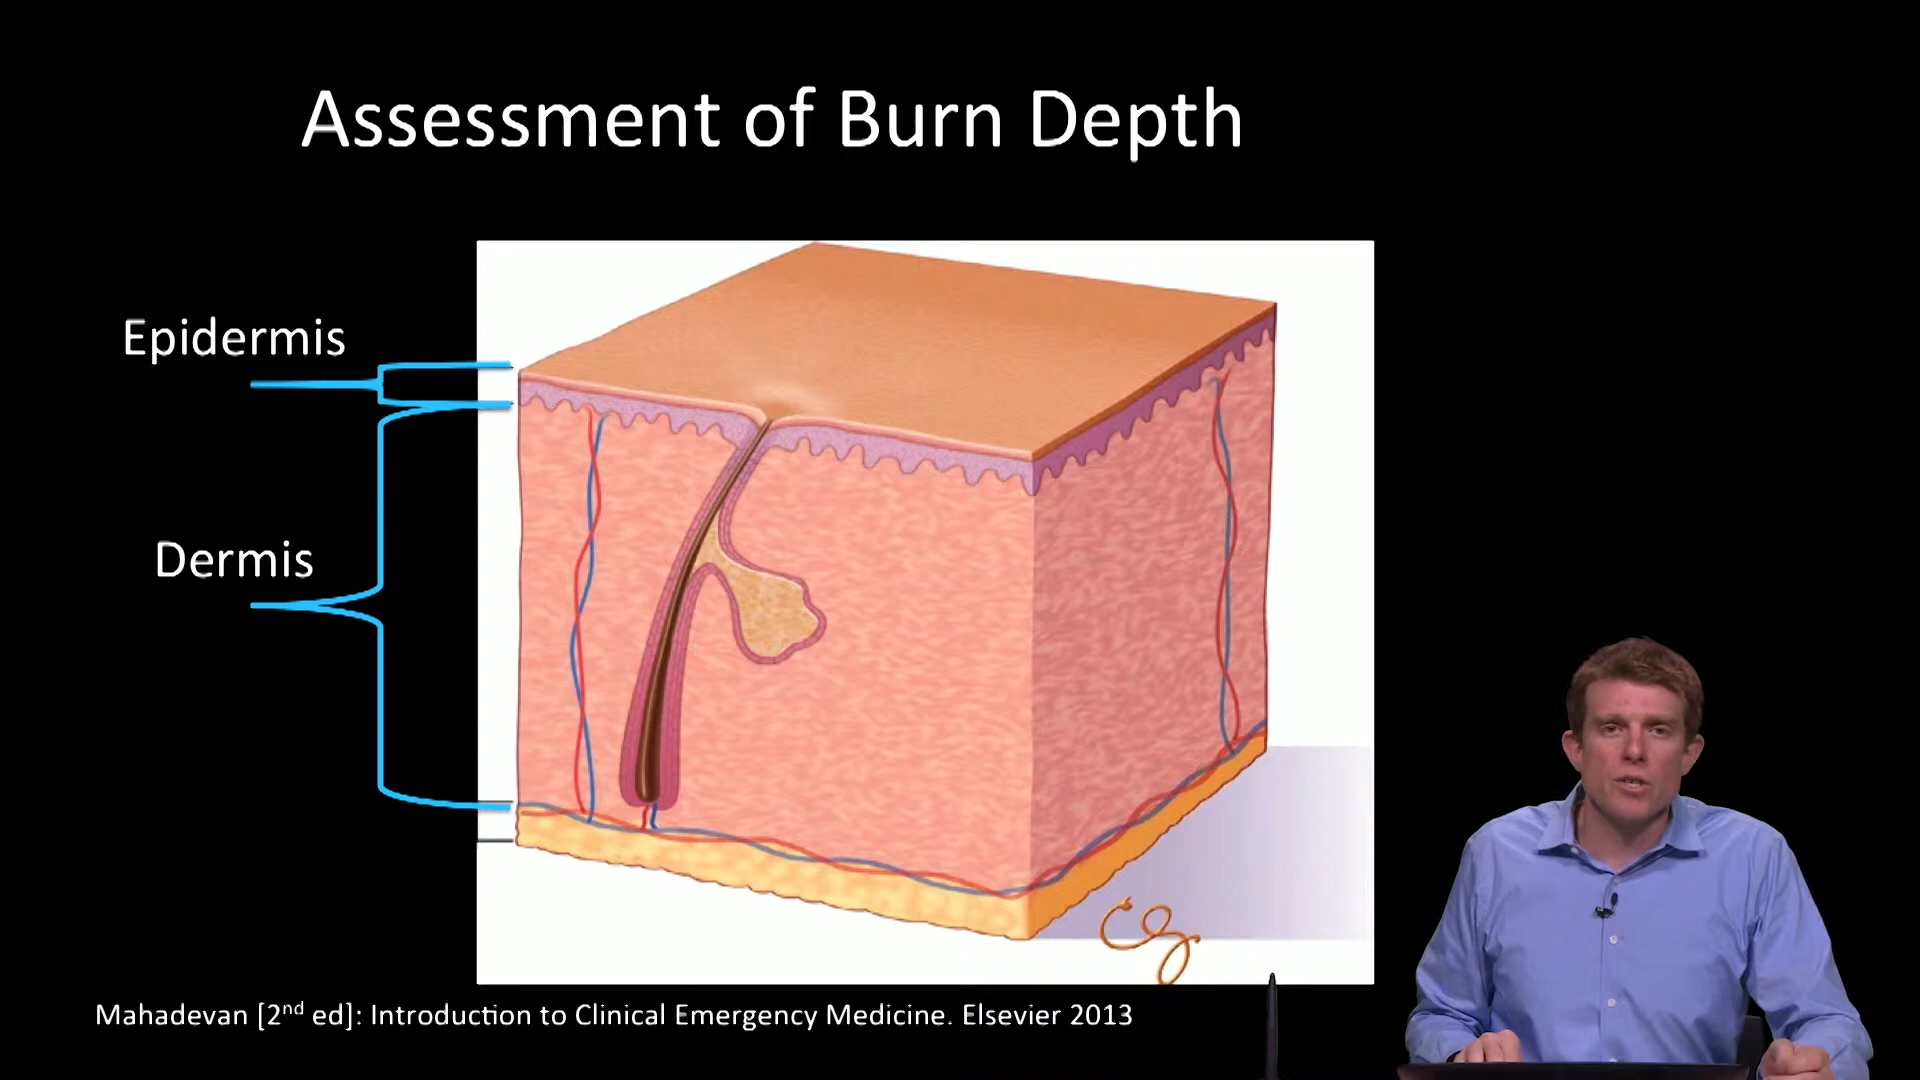 Assessment of Burn Depth
Epidermis
Dermis
Mahadevan [2nd ed]: Introduction to Clinical Emergency Medicine. Elsevier 2013